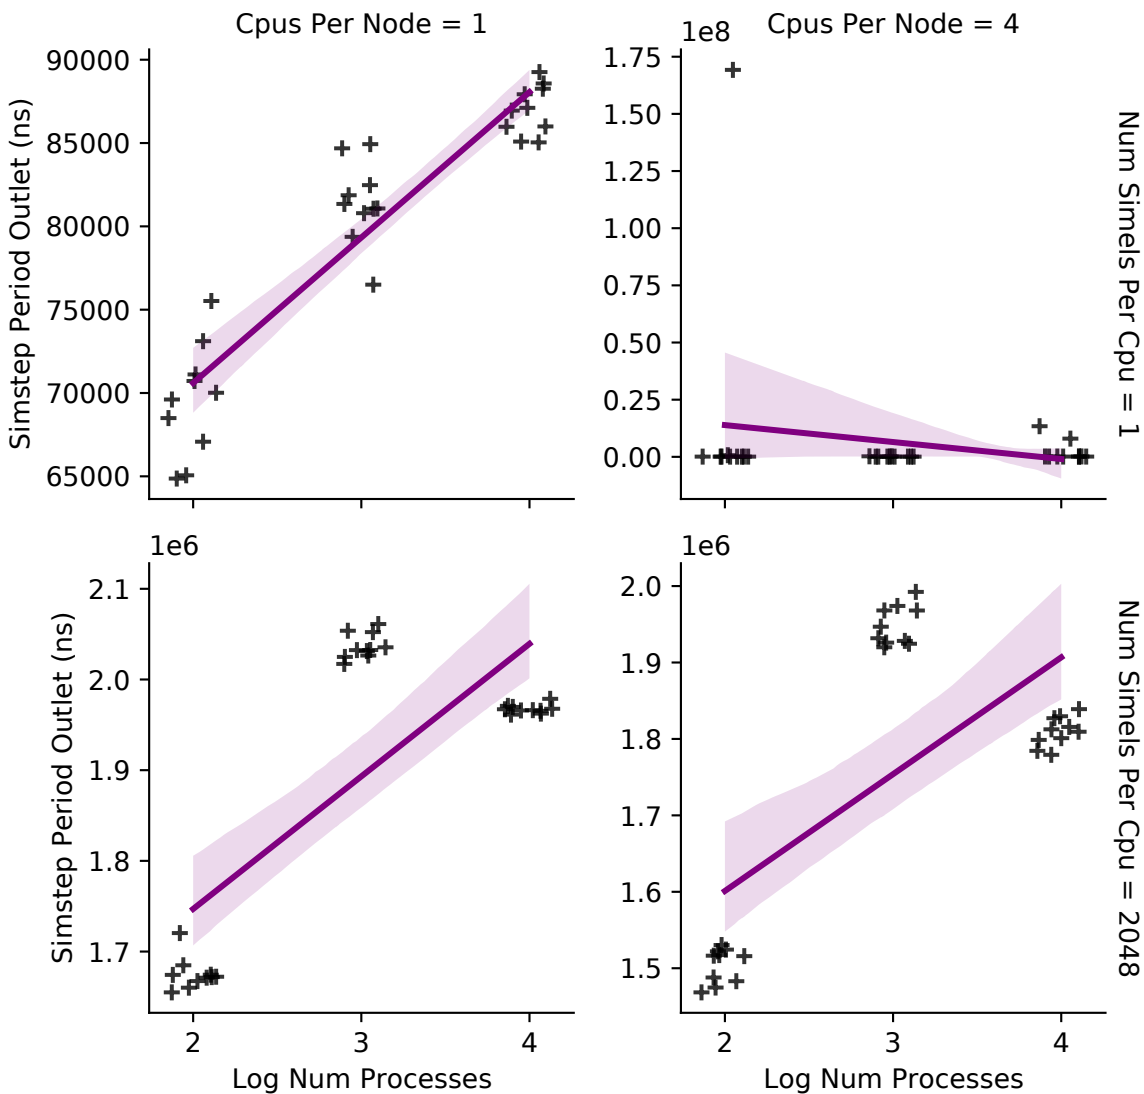 Cpus Per Node = 1
Cpus Per Node = 4
1e8
90000
85000
80000
75000
70000
65000
Simstep Period Outlet (ns)
1.75
1.50
1.25
1.00
0.75
0.50
0.25
0.00
Num Simels Per Cpu = 1
1e6
2.1
2.0
1.9
1.8
1.7
Simstep Period Outlet (ns)
2
3
4
Log Num Processes
1e6
2.0
1.9
1.8
1.7
1.6
1.5
Num Simels Per Cpu = 2048
2
3
4
Log Num Processes